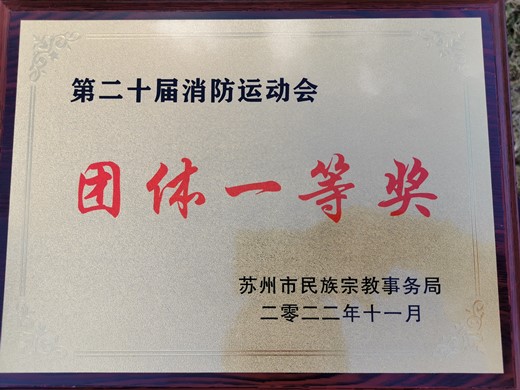 第二十届消防运动会
团体一等奖
苏州市民族宗教事务局
二零二二年十一月